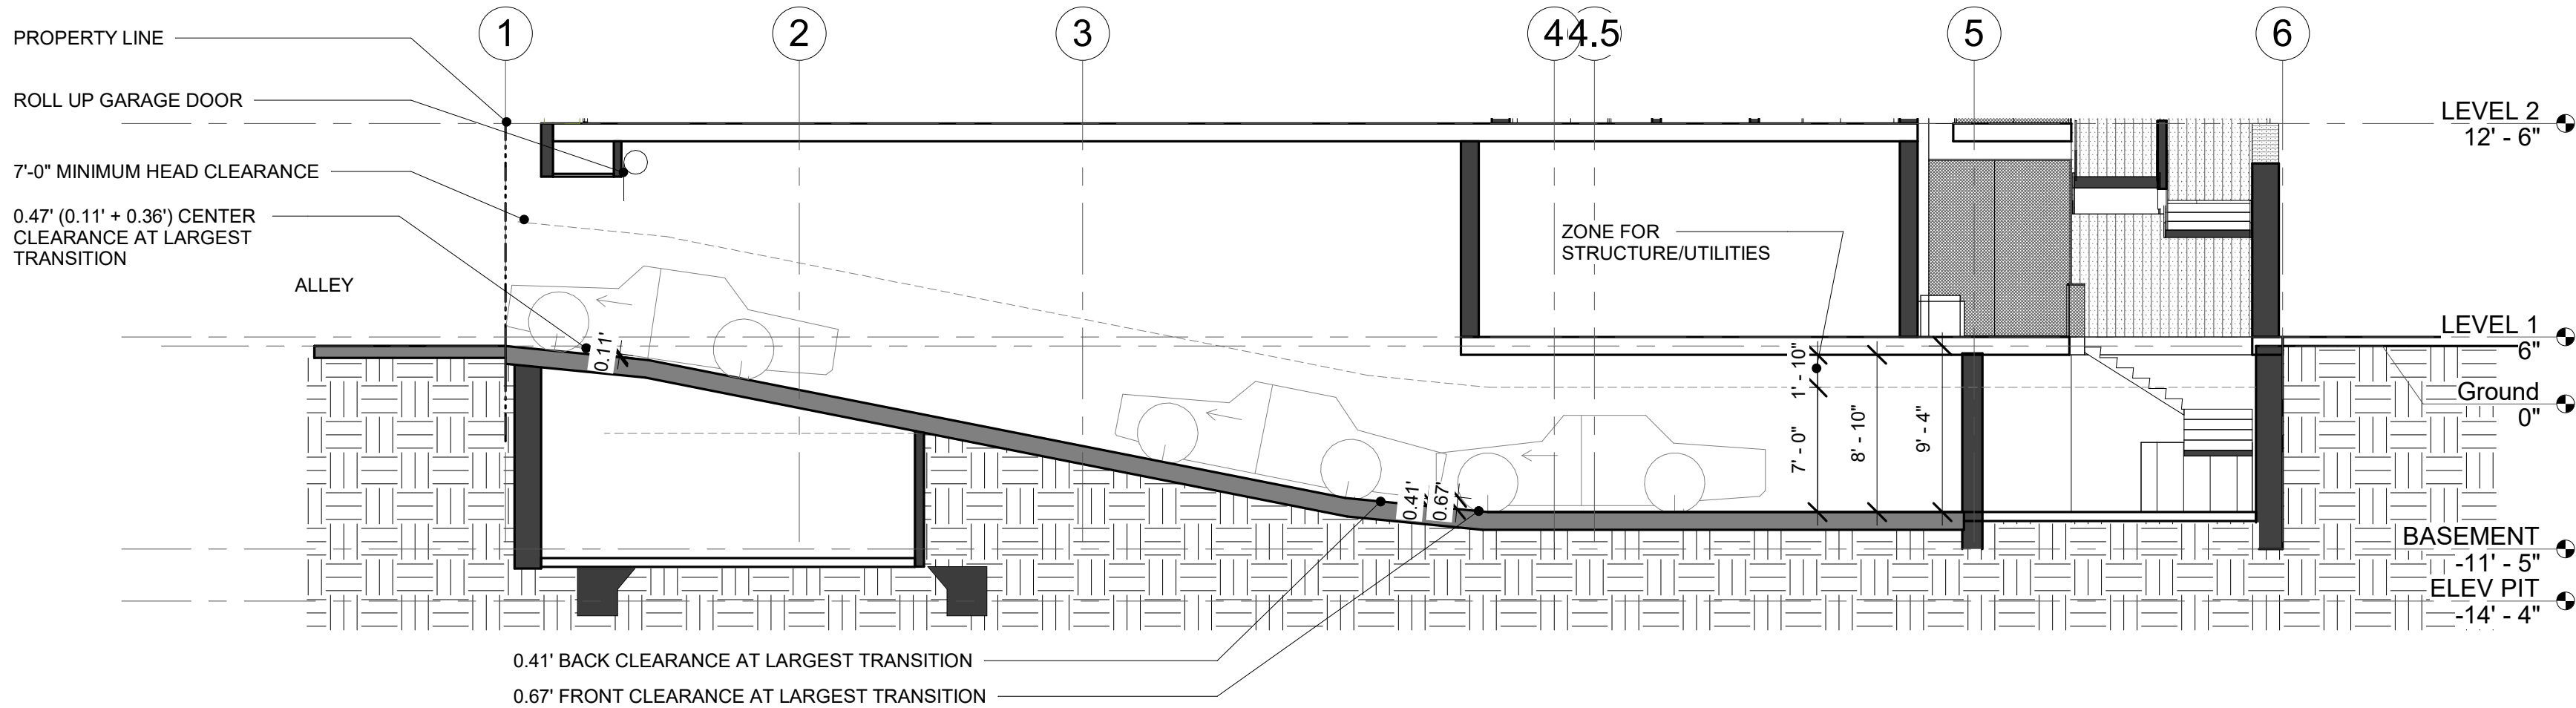 1
2
3
4
4.5
5
6
PROPERTY LINE
ROLL UP GARAGE DOOR
7'-0" MINIMUM HEAD CLEARANCE
0.47' (0.11' + 0.36') CENTER
CLEARANCE AT LARGEST
TRANSITION
ALLEY
0.11'
ZONE FOR
STRUCTURE/UTILITIES
1' - 10"
7' - 0"
8' - 10"
9' - 4"
0.41'
0.67'
LEVEL 2
12' - 6"
LEVEL 1
6"
Ground
0"
BASEMENT
-11' - 5"
ELEV PIT
-14' - 4"
0.41' BACK CLEARANCE AT LARGEST TRANSITION
0.67' FRONT CLEARANCE AT LARGEST TRANSITION